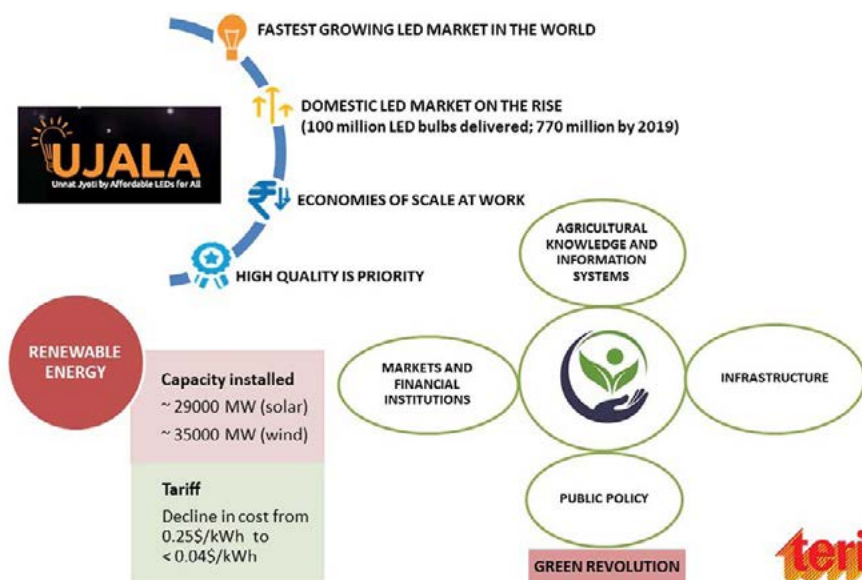 FASTEST GROWING LED MARKET IN THE WORLD
DOMESTIC LED MARKET ON THE RISE
(100 million LED bulbs delivered; 770 million by 2019)
UJALA
Unnat Jyoti by Affordable LEDs for All
ECONOMIES OF SCALE AT WORK
HIGH QUALITY IS PRIORITY
RENEWABLE
ENERGY
Capacity installed
~ 29000 MW (solar)
~ 35000 MW (wind)
Tariff
Decline in cost from
0.25$/kWh to
< 0.04$/kWh
AGRICULTURAL
KNOWLEDGE AND
INFORMATION
SYSTEMS
MARKETS AND
FINANCIAL
INSTITUTIONS
INFRASTRUCTURE
PUBLIC POLICY
GREEN REVOLUTION
teri